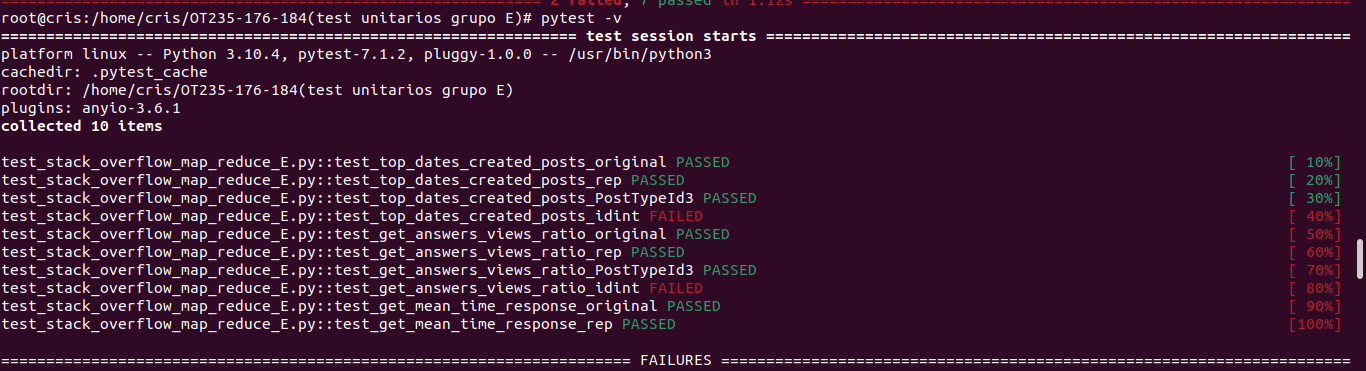 2 failed, 7 passed in 1.12s
root@cris:/home/cris/OT235-176-184(test unitarios grupo E)# pytest -v
================================================================ test session starts =================================================================
platform linux -- Python 3.10.4, pytest-7.1.2, pluggy-1.0.0 -- /usr/bin/python3
cachedir: .pytest_cache
rootdir: /home/cris/OT235-176-184(test unitarios grupo E)
plugins: anyio-3.6.1
collected 10 items
test_stack_overflow_map_reduce_E.py::test_top_dates_created_posts_original PASSED [ 10%]
test_stack_overflow_map_reduce_E.py::test_top_dates_created_posts_rep PASSED [ 20%]
test_stack_overflow_map_reduce_E.py::test_top_dates_created_posts_PostTypeId3 PASSED [ 30%]
test_stack_overflow_map_reduce_E.py::test_top_dates_created_posts_idint FAILED [ 40%]
test_stack_overflow_map_reduce_E.py::test_get_answers_views_ratio_original PASSED [ 50%]
test_stack_overflow_map_reduce_E.py::test_get_answers_views_ratio_rep PASSED [ 60%]
test_stack_overflow_map_reduce_E.py::test_get_answers_views_ratio_PostTypeId3 PASSED [ 70%]
test_stack_overflow_map_reduce_E.py::test_get_answers_views_ratio_idint FAILED [ 80%]
test_stack_overflow_map_reduce_E.py::test_get_mean_time_response_original PASSED [ 90%]
test_stack_overflow_map_reduce_E.py::test_get_mean_time_response_rep PASSED [100%]
====================================================================== FAILURES ======================================================================